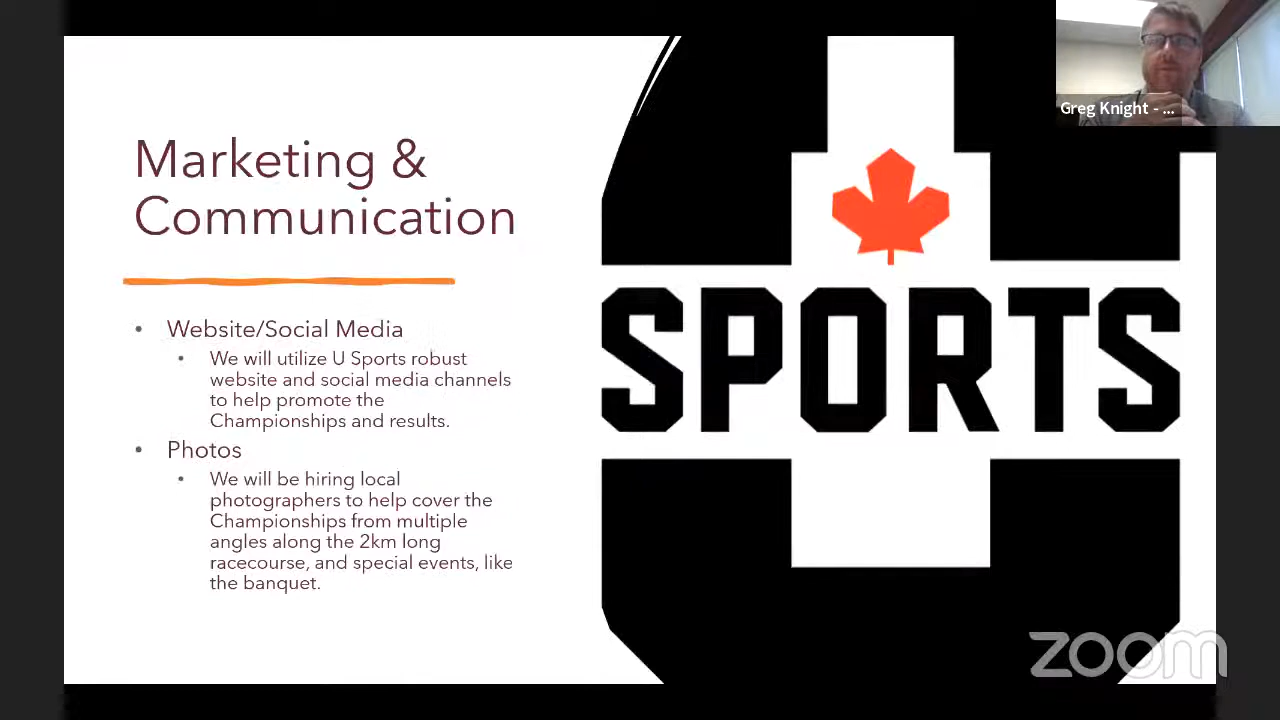 Greg Knight - ...
Marketing &
Communication
• Website/Social Media
• We will utilize U Sports robust
website and social media channels
to help promote the
Championships and results.
• Photos
• We will be hiring local
photographers to help cover the
Championships from multiple
angles along the 2km long
racecourse, and special events, like
the banquet.
SPORTS
zoom